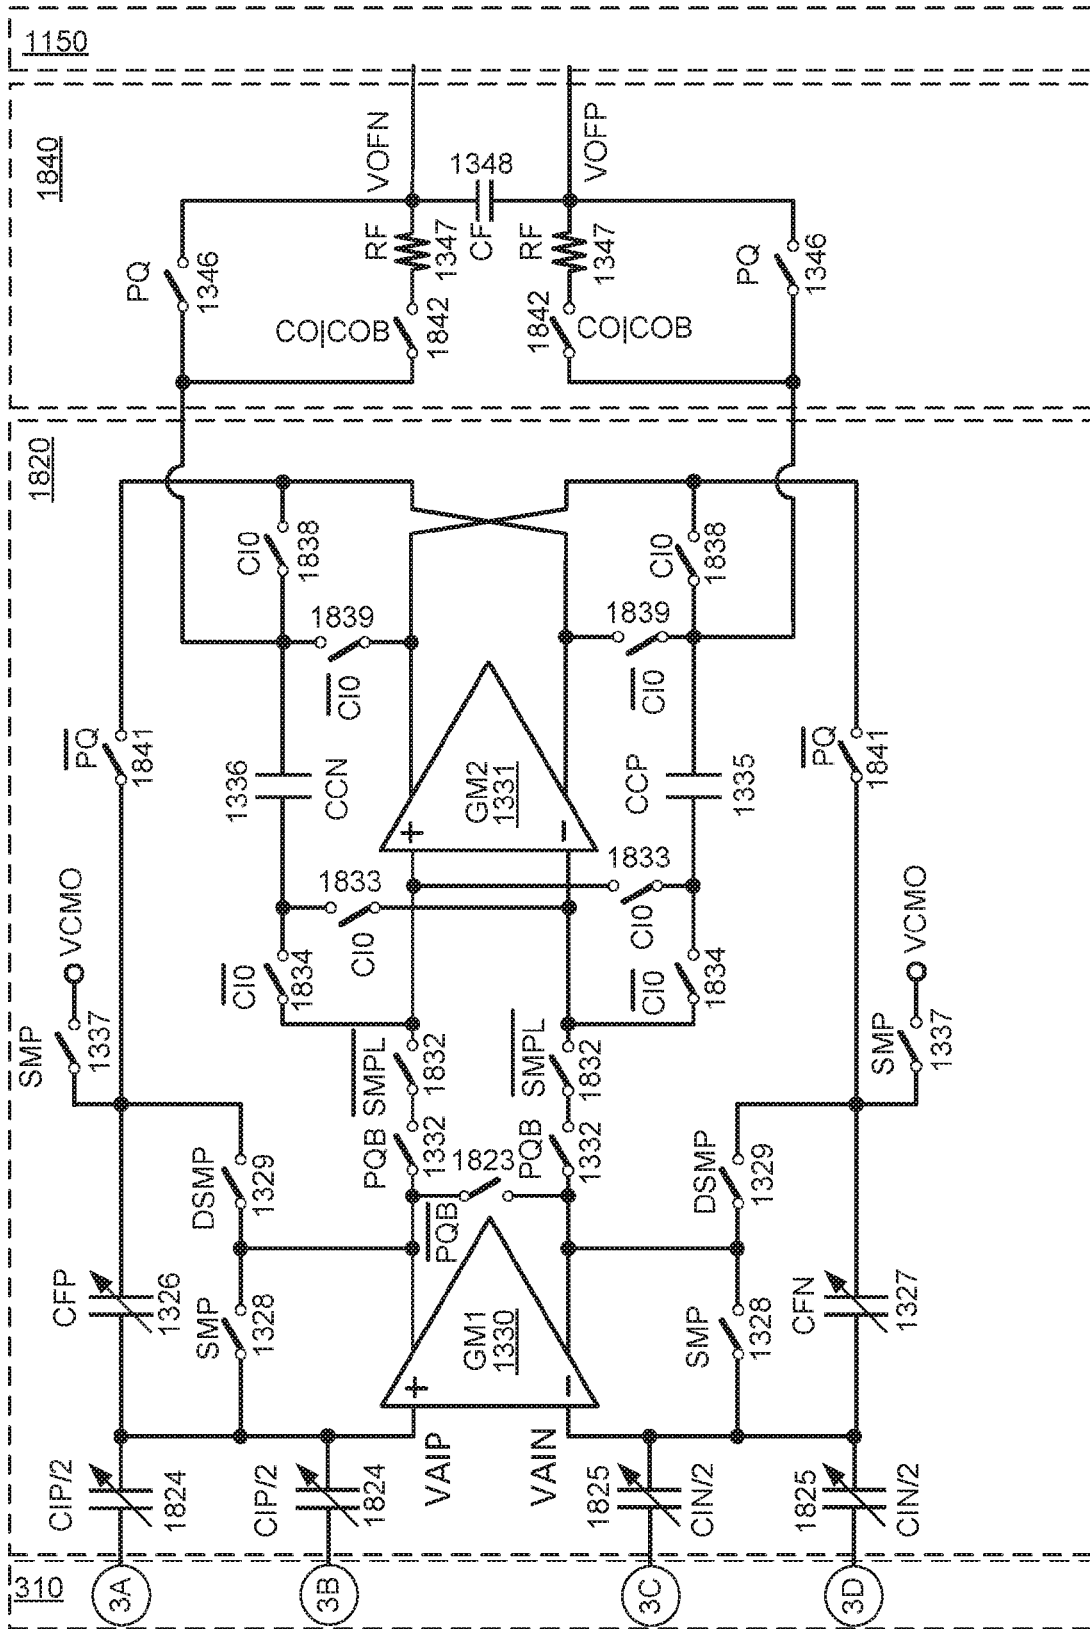 1150
1840
VOFN
VOFP
1348
CF
RF
1347
RF
1347
PQ
1346
PQ
1346
CO|COB
1842
CO|COB
1842
1820
CI0
1838
CI0
1838
1839
CI0
1839
CI0
PQ
1841
PQ
1841
1336
CCN
CCP
1335
GM2
1331
+
−
1833
CI0
1833
CI0
CI0
1834
CI0
1834
VCMO
SMP
1337
VCMO
SMP
1337
SMPL
1832
SMPL
1832
PQB
1332
PQB
1332
1823
PQB
DSMP
1329
DSMP
1329
CFP
1326
CFN
1327
SMP
1328
SMP
1328
GM1
1330
+
−
VAIP
VAIN
CIP/2
1824
CIP/2
1824
1825
CIN/2
1825
CIN/2
310
3A
3B
3C
3D